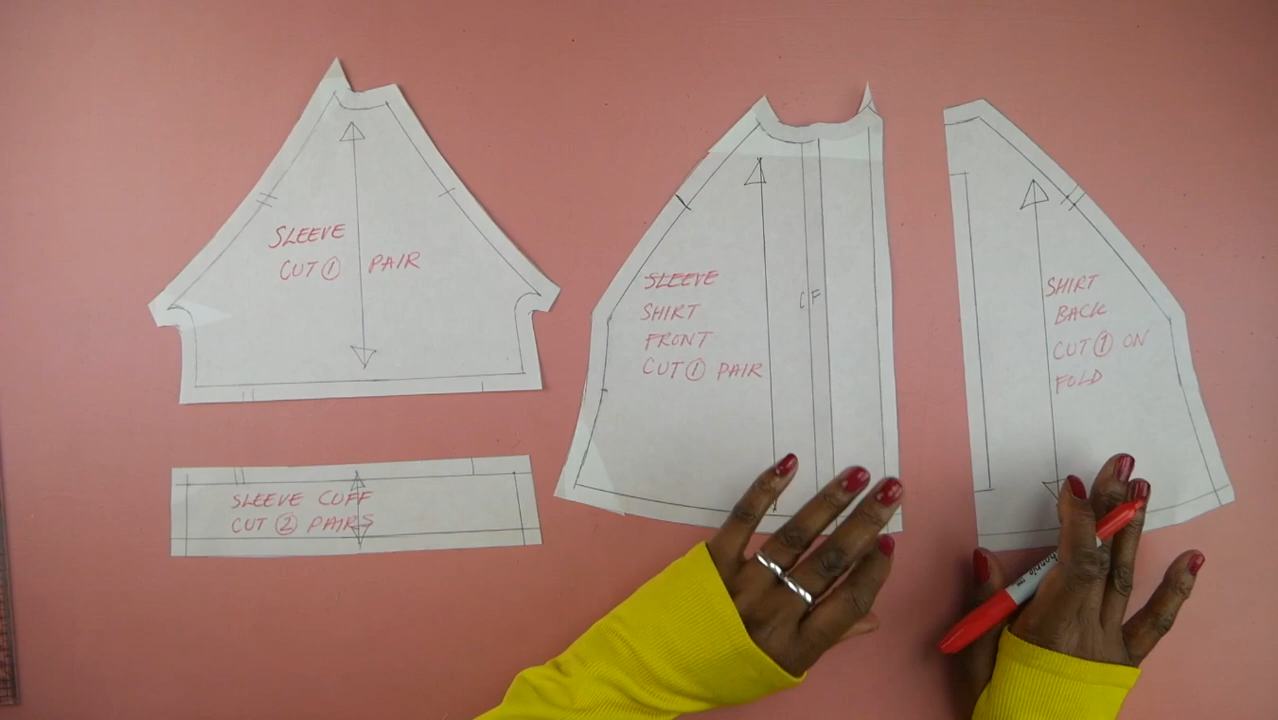 SLEEVE
CUT ① PAIR
SLEEVE CUFF
CUT ② PAIRS
SLEEVE
SHIRT
FRONT
CUT ① PAIR
CF
SHIRT
BACK
CUT ① ON
FOLD
Sharpie